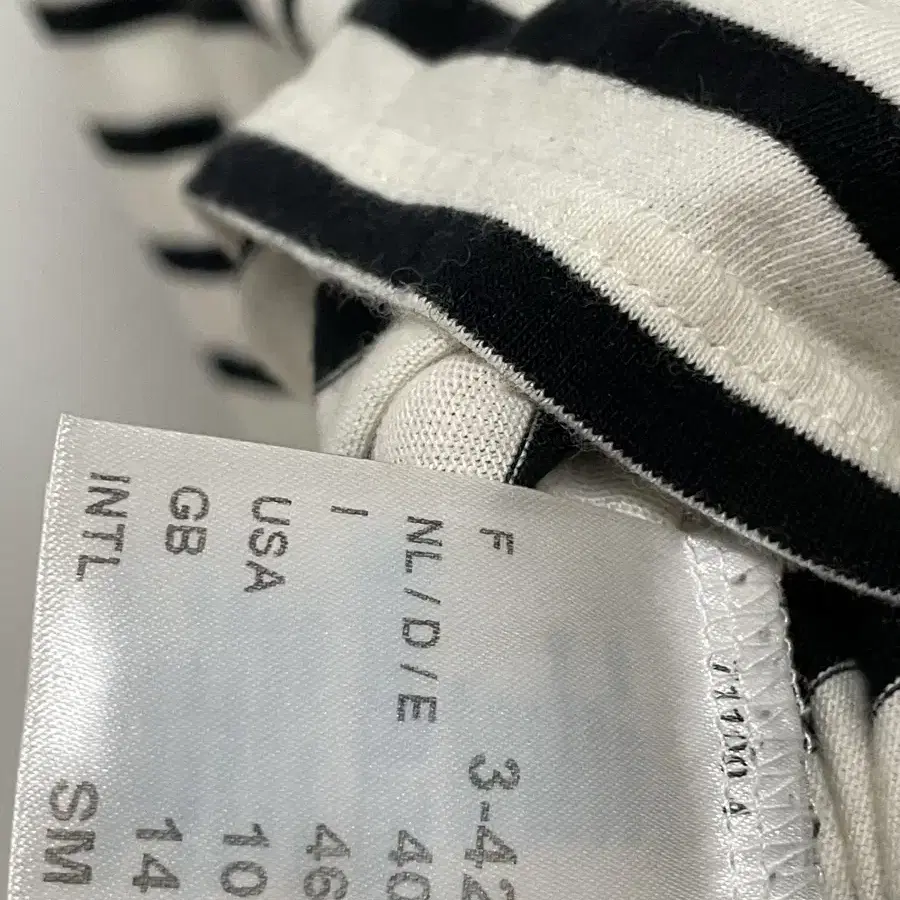 F 3-42
NL/D/E 40
I 46
USA 10
GB 14
INTL SM